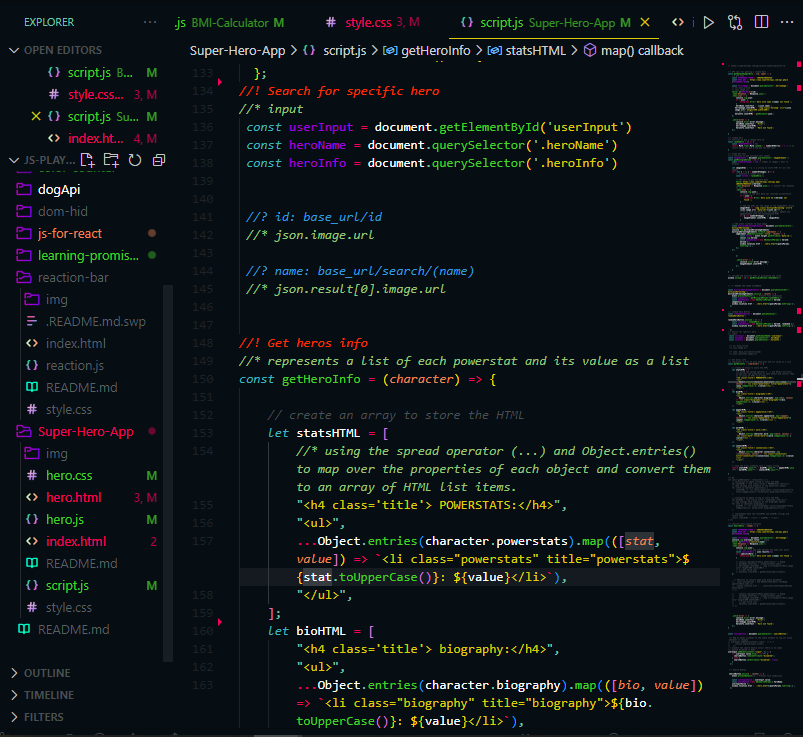 EXPLORER ···
.js BMI-Calculator M
# style.css 3, M
{} script.js Super-Hero-App M ×
OPEN EDITORS
{} script.js B... M
# style.css... 3, M
× {} script.js Su... M
<> index.ht... 4, M
JS-PLAY...
dogApi
dom-hid
js-for-react
learning-promis...
reaction-bar
img
.README.md.swp
<> index.html
{} reaction.js
README.md
# style.css
Super-Hero-App
img
# hero.css M
<> hero.html 3, M
{} hero.js M
<> index.html 2
README.md
{} script.js M
# style.css
README.md
OUTLINE
TIMELINE
FILTERS
Super-Hero-App > {} script.js > getHeroInfo > statsHTML > map() callback
133 };
134 //! Search for specific hero
135 //* input
136 const userInput = document.getElementById('userInput')
137 const heroName = document.querySelector('.heroName')
138 const heroInfo = document.querySelector('.heroInfo')
139
140
141 //? id: base_url/id
142 //* json.image.url
143
144 //? name: base_url/search/(name)
145 //* json.result[0].image.url
146
147
148 //! Get heros info
149 //* represents a list of each powerstat and its value as a list
150 const getHeroInfo = (character) => {
151
152 // create an array to store the HTML
153 let statsHTML = [
154 //* using the spread operator (...) and Object.entries()
to map over the properties of each object and convert them
to an array of HTML list items.
155 "<h4 class='title'> POWERSTATS:</h4>",
156 "<ul>",
157 ...Object.entries(character.powerstats).map(([stat,
value]) => `<li class="powerstats" title="powerstats">$
{stat.toUpperCase()}: ${value}</li>`),
158 "</ul>",
159 ];
160 let bioHTML = [
161 "<h4 class='title'> biography:</h4>",
162 "<ul>",
163 ...Object.entries(character.biography).map(([bio, value])
=> `<li class="biography" title="biography">${bio.
toUpperCase()}: ${value}</li>`),